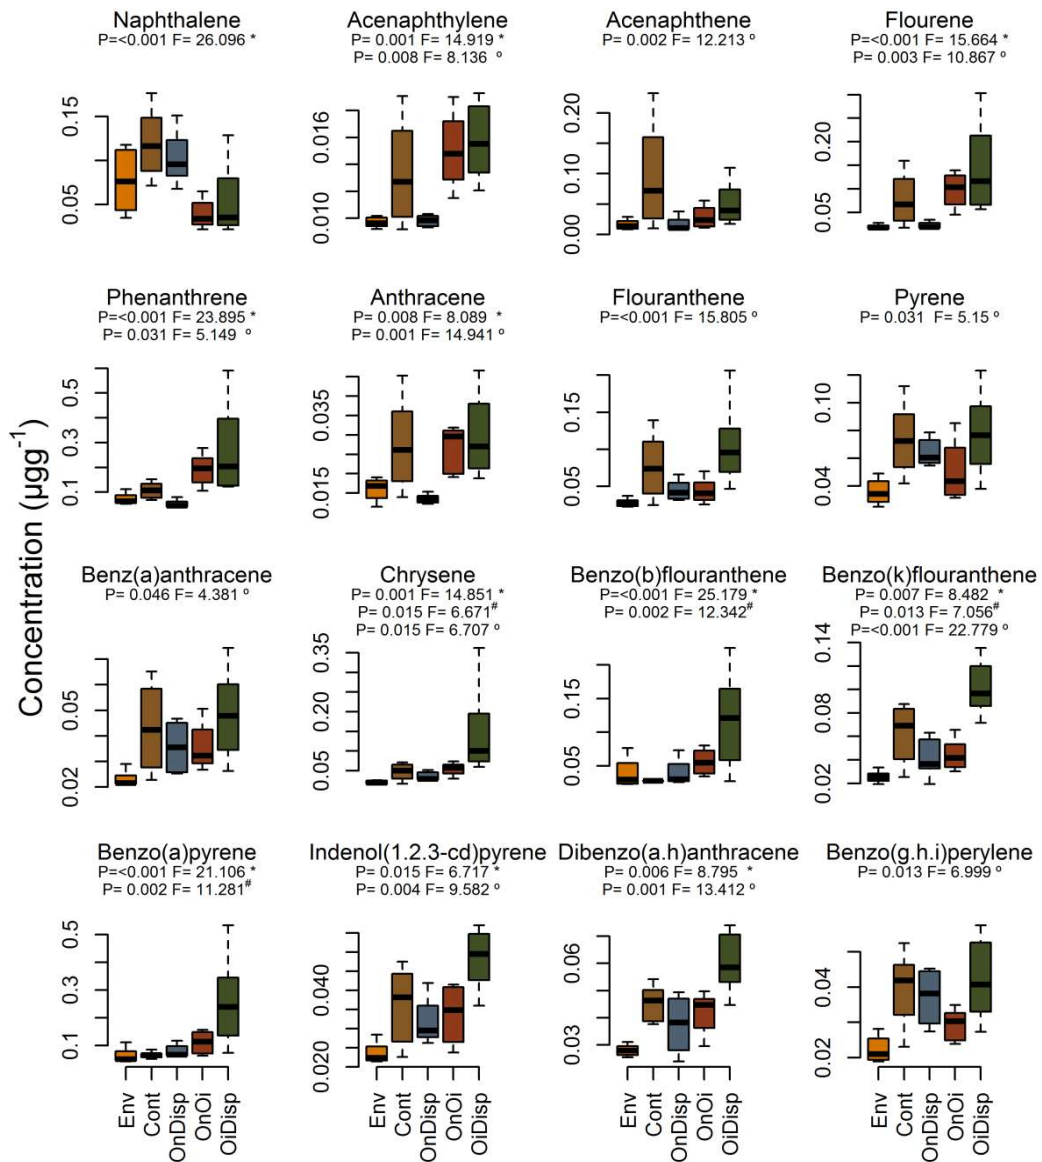 Naphthalene
P=<0.001 F= 26.096 *
Acenaphthylene
P= 0.001 F= 14.919 *
P= 0.008 F= 8.136 º
Acenaphthene
P= 0.002 F= 12.213 º
Flourene
P=<0.001 F= 15.664 *
P= 0.003 F= 10.867 º
0.05 0.15
0.010 0.016
0.00 0.10 0.20
0.05 0.20
Phenanthrene
P=<0.001 F= 23.895 *
P= 0.031 F= 5.149 º
Anthracene
P= 0.008 F= 8.089 *
P= 0.001 F= 14.941 º
Flouranthene
P=<0.001 F= 15.805 º
Pyrene
P= 0.031 F= 5.15 º
0.1 0.3 0.5
0.015 0.035
0.05 0.15
0.04 0.10
Concentration (µgg⁻¹)
Benz(a)anthracene
P= 0.046 F= 4.381 º
Chrysene
P= 0.001 F= 14.851 *
P= 0.015 F= 6.671#
P= 0.015 F= 6.707 º
Benzo(b)flouranthene
P=<0.001 F= 25.179 *
P= 0.002 F= 12.342#
Benzo(k)flouranthene
P= 0.007 F= 8.482 *
P= 0.013 F= 7.056#
P=<0.001 F= 22.779 º
0.02 0.05
0.05 0.20 0.35
0.05 0.15
0.02 0.08 0.14
Benzo(a)pyrene
P=<0.001 F= 21.106 *
P= 0.002 F= 11.281#
Indenol(1.2.3-cd)pyrene
P= 0.015 F= 6.717 *
P= 0.004 F= 9.582 º
Dibenzo(a.h)anthracene
P= 0.006 F= 8.795 *
P= 0.001 F= 13.412 º
Benzo(g.h.i)perylene
P= 0.013 F= 6.999 º
0.1 0.3 0.5
0.020 0.040
0.03 0.06
0.02 0.04
Env Cont OnDisp OnOi OiDisp
Env Cont OnDisp OnOi OiDisp
Env Cont OnDisp OnOi OiDisp
Env Cont OnDisp OnOi OiDisp